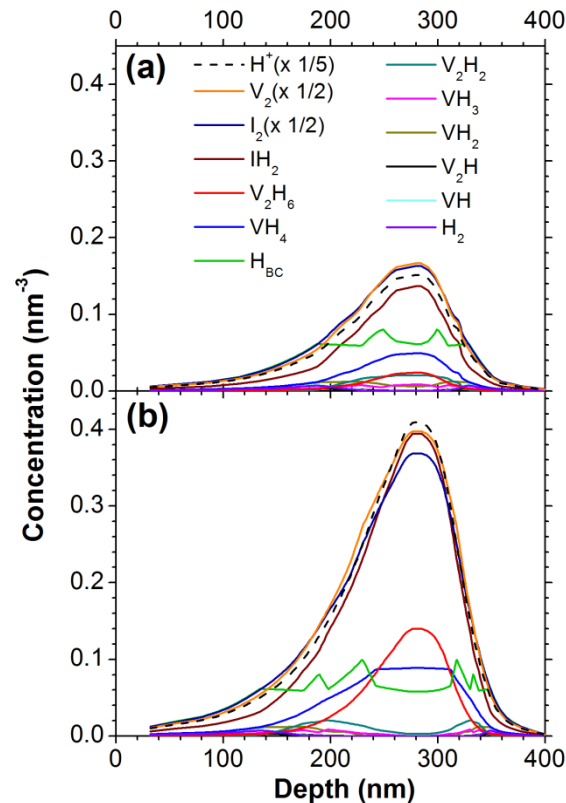 0 100 200 300 400
(a)
H⁺(x 1/5)
V₂(x 1/2)
I₂(x 1/2)
IH₂
V₂H₆
VH₄
H_BC
V₂H₂
VH₃
VH₂
V₂H
VH
H₂
0.4
0.3
0.2
0.1
0.0
(b)
0.4
0.3
0.2
0.1
0.0
0 100 200 300 400
Concentration (nm⁻³)
Depth (nm)